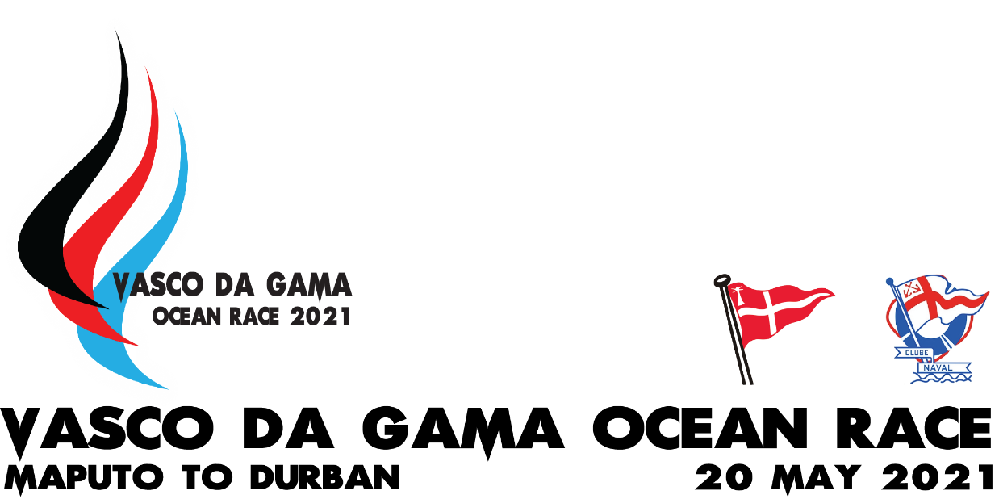 VASCO DA GAMA
OCEAN RACE 2021
CLUBE
NAVAL
VASCO DA GAMA OCEAN RACE
MAPUTO TO DURBAN
20 MAY 2021